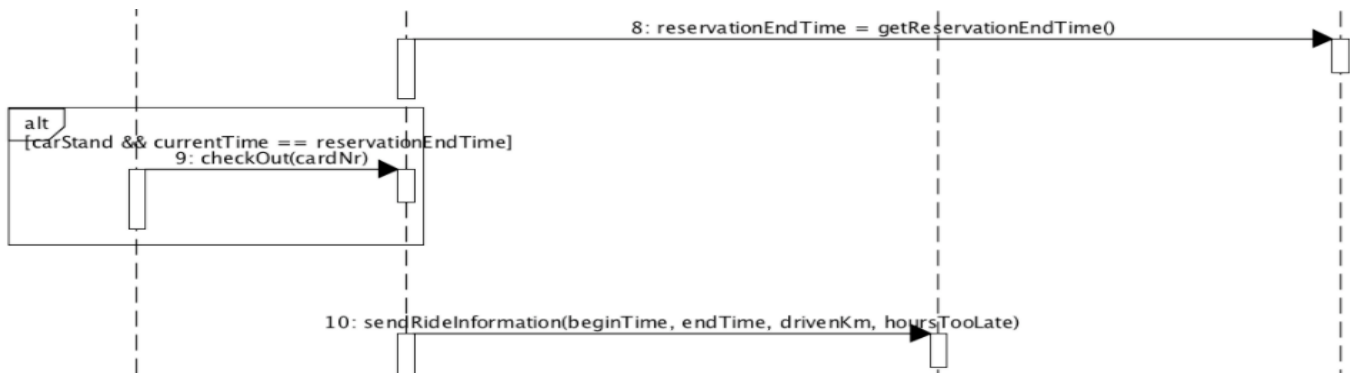 8: reservationEndTime = getReservationEndTime()
alt
[carStand && currentTime == reservationEndTime]
9: checkOut(cardNr)
10: sendRideInformation(beginTime, endTime, drivenKm, hoursTooLate)